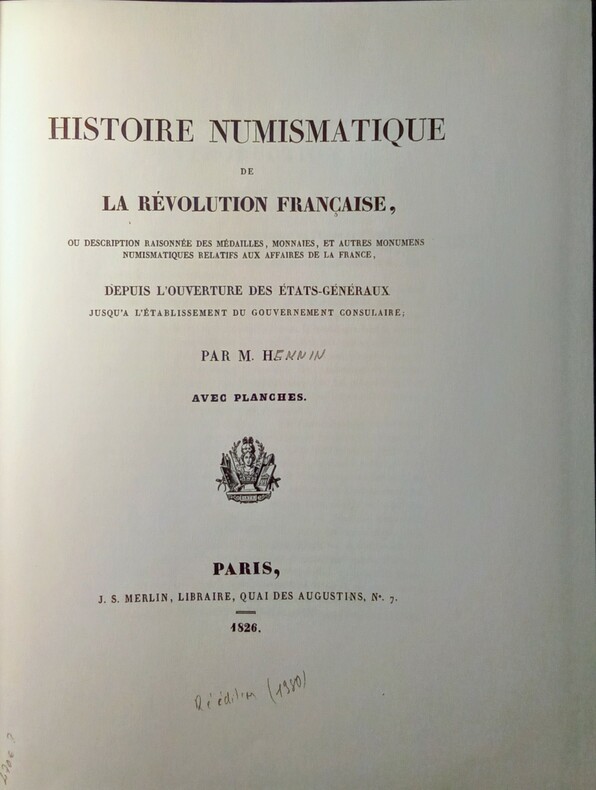 HISTOIRE NUMISMATIQUE
DE
LA RÉVOLUTION FRANÇAISE,
OU DESCRIPTION RAISONNÉE DES MÉDAILLES, MONNAIES, ET AUTRES MONUMENS
NUMISMATIQUES RELATIFS AUX AFFAIRES DE LA FRANCE,
DEPUIS L'OUVERTURE DES ÉTATS-GÉNÉRAUX
JUSQU'A L'ÉTABLISSEMENT DU GOUVERNEMENT CONSULAIRE;
PAR M. HENNIN
AVEC PLANCHES.
PARIS,
J. S. MERLIN, LIBRAIRE, QUAI DES AUGUSTINS, Nº. 7.
1826.
Réédition (1980)